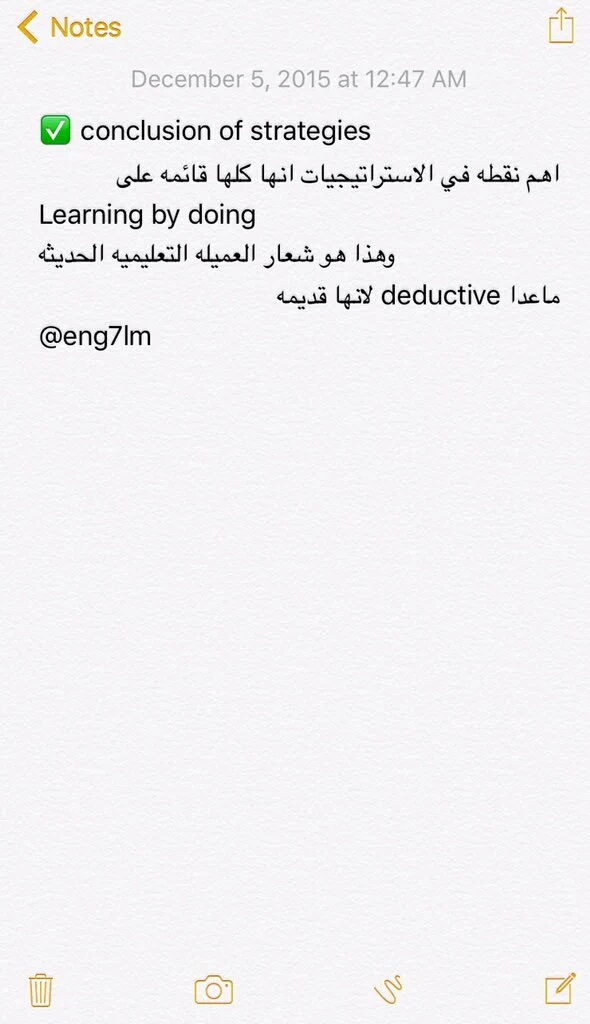 Notes
December 5, 2015 at 12:47 AM
✅ conclusion of strategies
اهم نقطه في الاستراتيجيات انها كلها قائمه على
Learning by doing
وهذا هو شعار العميله التعليميه الحديثه
ماعدا deductive لانها قديمه
@eng7lm